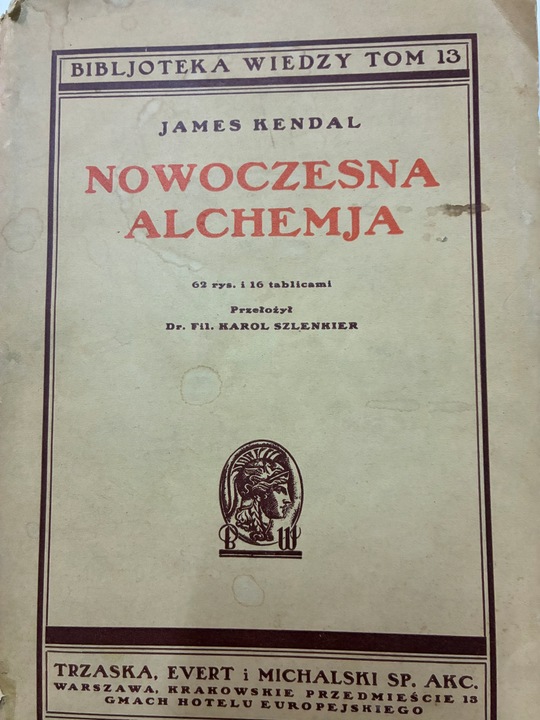 BIBLJOTEKA WIEDZY TOM 13
JAMES KENDAL
NOWOCZESNA
ALCHEMJA
62 rys. i 16 tablicami
Przełożył
Dr. Fil. KAROL SZLENKIER
B W
TRZASKA, EVERT i MICHALSKI SP. AKC.
WARSZAWA, KRAKOWSKIE PRZEDMIEŚCIE 13
GMACH HOTELU EUROPEJSKIEGO